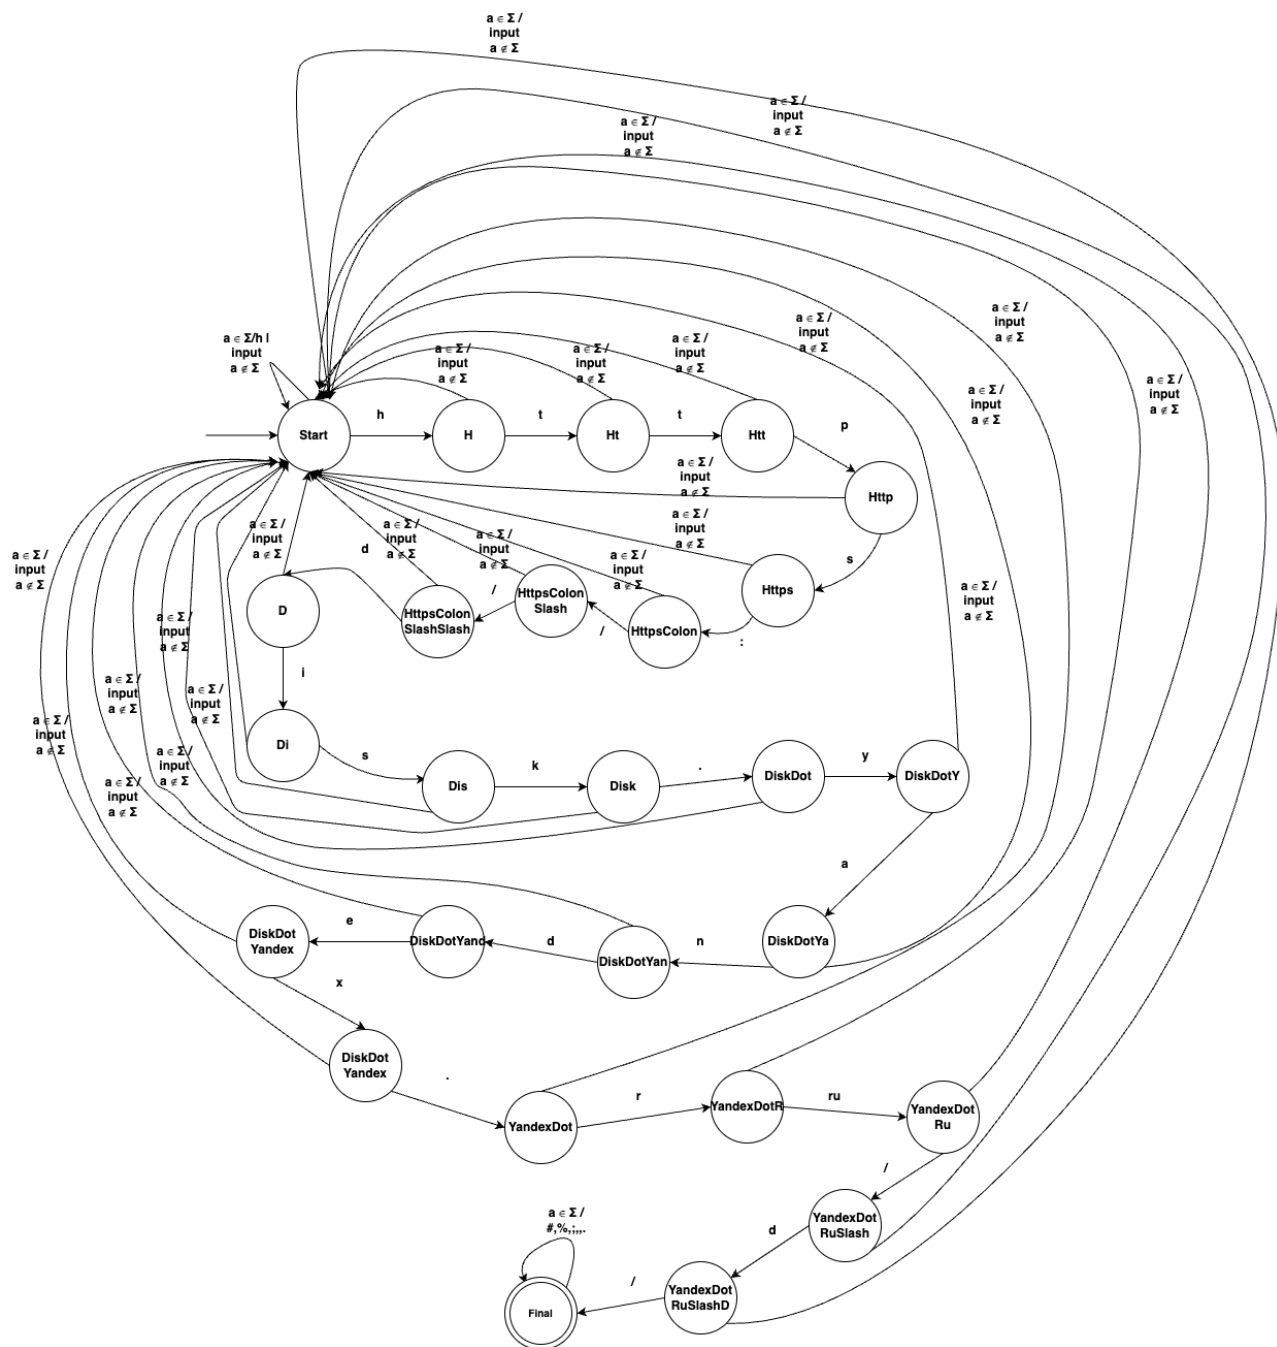 a ∈ Σ /
input
a ∉ Σ
a ∈ Σ /
input
a ∉ Σ
a ∈ Σ /
input
a ∉ Σ
a ∈ Σ /
input
a ∉ Σ
a ∈ Σ /
input
a ∉ Σ
a ∈ Σ/h |
input
a ∉ Σ
a ∈ Σ /
input
a ∉ Σ
a ∈ Σ /
input
a ∉ Σ
a ∈ Σ /
input
a ∉ Σ
a ∈ Σ /
input
a ∉ Σ
a ∈ Σ /
input
a ∉ Σ
Start
h
H
t
Ht
t
Htt
p
Http
a ∈ Σ /
input
a ∉ Σ
a ∈ Σ /
input
a ∉ Σ
s
Https
:
a ∈ Σ /
input
a ∉ Σ
HttpsColon
/
a ∈ Σ /
input
a ∉ Σ
HttpsColon
Slash
/
a ∈ Σ /
input
a ∉ Σ
HttpsColon
SlashSlash
d
a ∈ Σ /
input
a ∉ Σ
D
i
a ∈ Σ /
input
a ∉ Σ
a ∈ Σ /
input
a ∉ Σ
a ∈ Σ /
input
a ∉ Σ
a ∈ Σ /
input
a ∉ Σ
a ∈ Σ /
input
a ∉ Σ
a ∈ Σ /
input
a ∉ Σ
a ∈ Σ /
input
a ∉ Σ
a ∈ Σ /
input
a ∉ Σ
Di
s
Dis
k
Disk
.
DiskDot
y
DiskDotY
a
DiskDotYa
n
DiskDotYan
d
DiskDotYand
e
DiskDot
Yandex
x
DiskDot
Yandex
.
YandexDot
r
YandexDotR
ru
YandexDot
Ru
/
YandexDot
RuSlash
d
YandexDot
RuSlashD
/
a ∈ Σ /
#,%,;,,.
Final